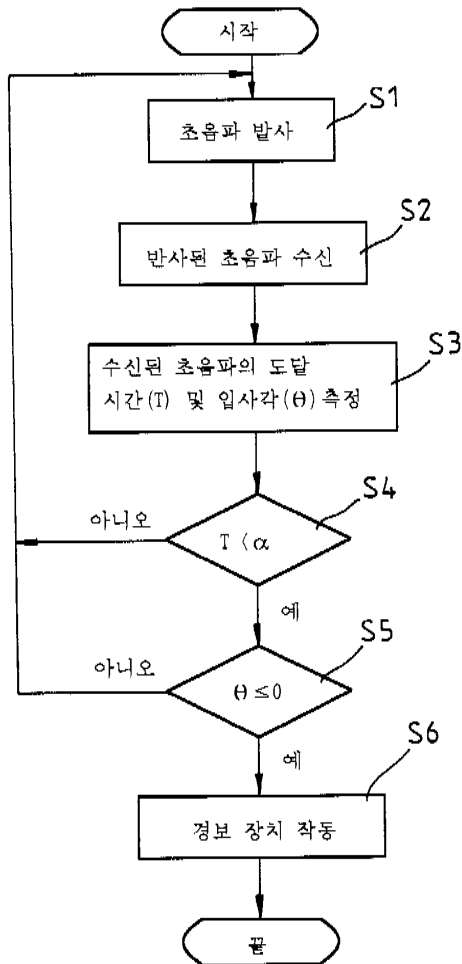 시작
S1
초음파 발사
S2
반사된 초음파 수신
S3
수신된 초음파의 도달
시간(T) 및 입사각(θ) 측정
S4
아니오
T < α
예
S5
아니오
θ ≤ 0
예
S6
경보 장치 작동
끝